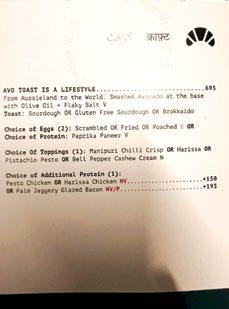 क्राफ़्ट
AVO TOAST IS A LIFESTYLE.....................................695
From Aussieland to the World. Smashed Avocado at the base
with Olive Oil + Flaky Salt V
Toast: Sourdough OR Gluten Free Sourdough OR Brokkaido
Choice of Eggs (2): Scrambled OR Fried OR Poached E OR
Choice of Protein: Paprika Paneer V
Choice of Toppings (1): Manipuri Chilli Crisp OR Harissa OR
Pistachio Pesto OR Bell Pepper Cashew Cream N
Choice of Additional Protein (1):
Pesto Chicken OR Harissa Chicken NV......................+150
OR Palm Jaggery Glazed Bacon NV/P........................+195